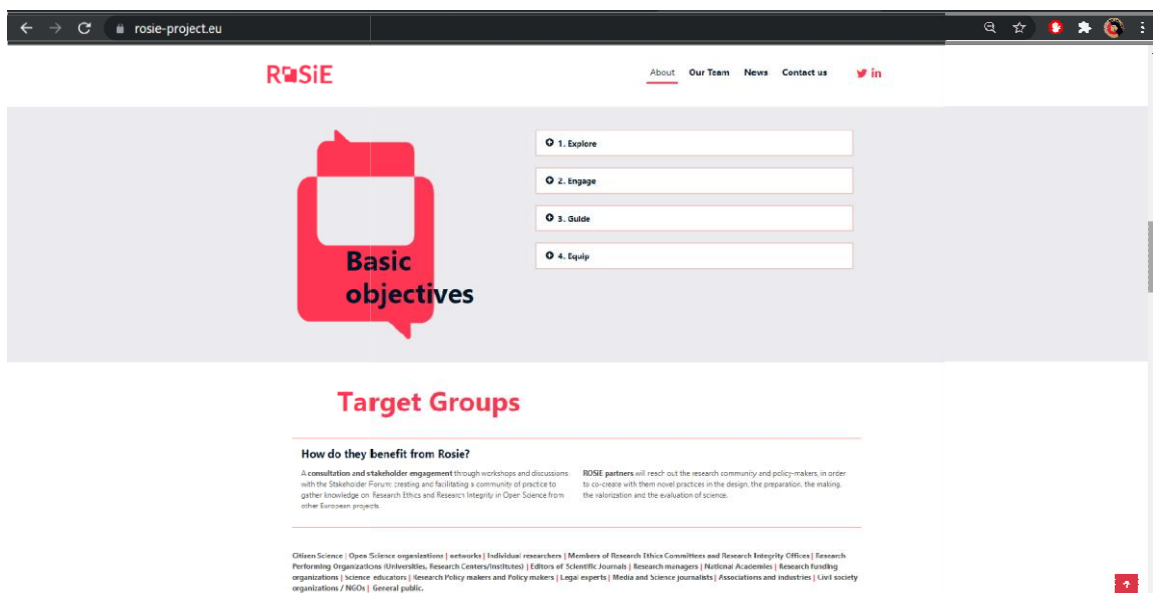 rosie-project.eu
ROSiE
About Our Team News Contact us
1. Explore
2. Engage
3. Guide
4. Equip
Basic
objectives
Target Groups
How do they benefit from Rosie?
A consultation and stakeholder engagement through workshops and discussions
with the Stakeholder Forum: creating and facilitating a community of practice to
gather knowledge on Research Ethics and Research Integrity in Open Science from
other European projects.
ROSiE partners will reach out the research community and policy-makers, in order
to co-create with them novel practices in the design, the preparation, the making,
the valorization and the evaluation of science.
Citizen Science | Open Science organizations | networks | Individual researchers | Members of Research Ethics Committees and Research Integrity Offices | Research
Performing Organizations (Universities, Research Centers/Institutes) | Editors of Scientific Journals | Research managers | National Academies | Research funding
organizations | Science educators | Research Policy makers and Policy makers | Legal experts | Media and Science journalists | Associations and industries | Civil society
organizations / NGOs | General public.